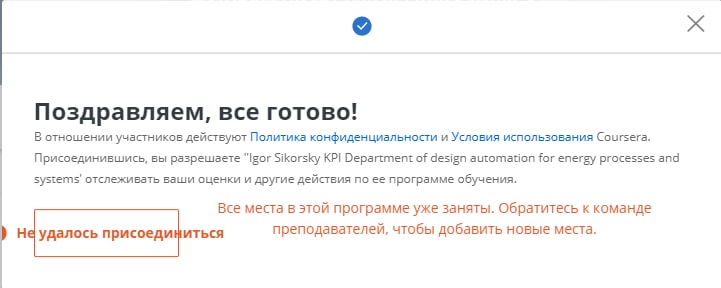 Поздравляем, все готово!
В отношении участников действуют Политика конфиденциальности и Условия использования Coursera.
Присоединившись, вы разрешаете "Igor Sikorsky KPI Department of design automation for energy processes and
systems' отслеживать ваши оценки и другие действия по ее программе обучения.
Не удалось присоединиться
Все места в этой программе уже заняты. Обратитесь к команде
преподавателей, чтобы добавить новые места.